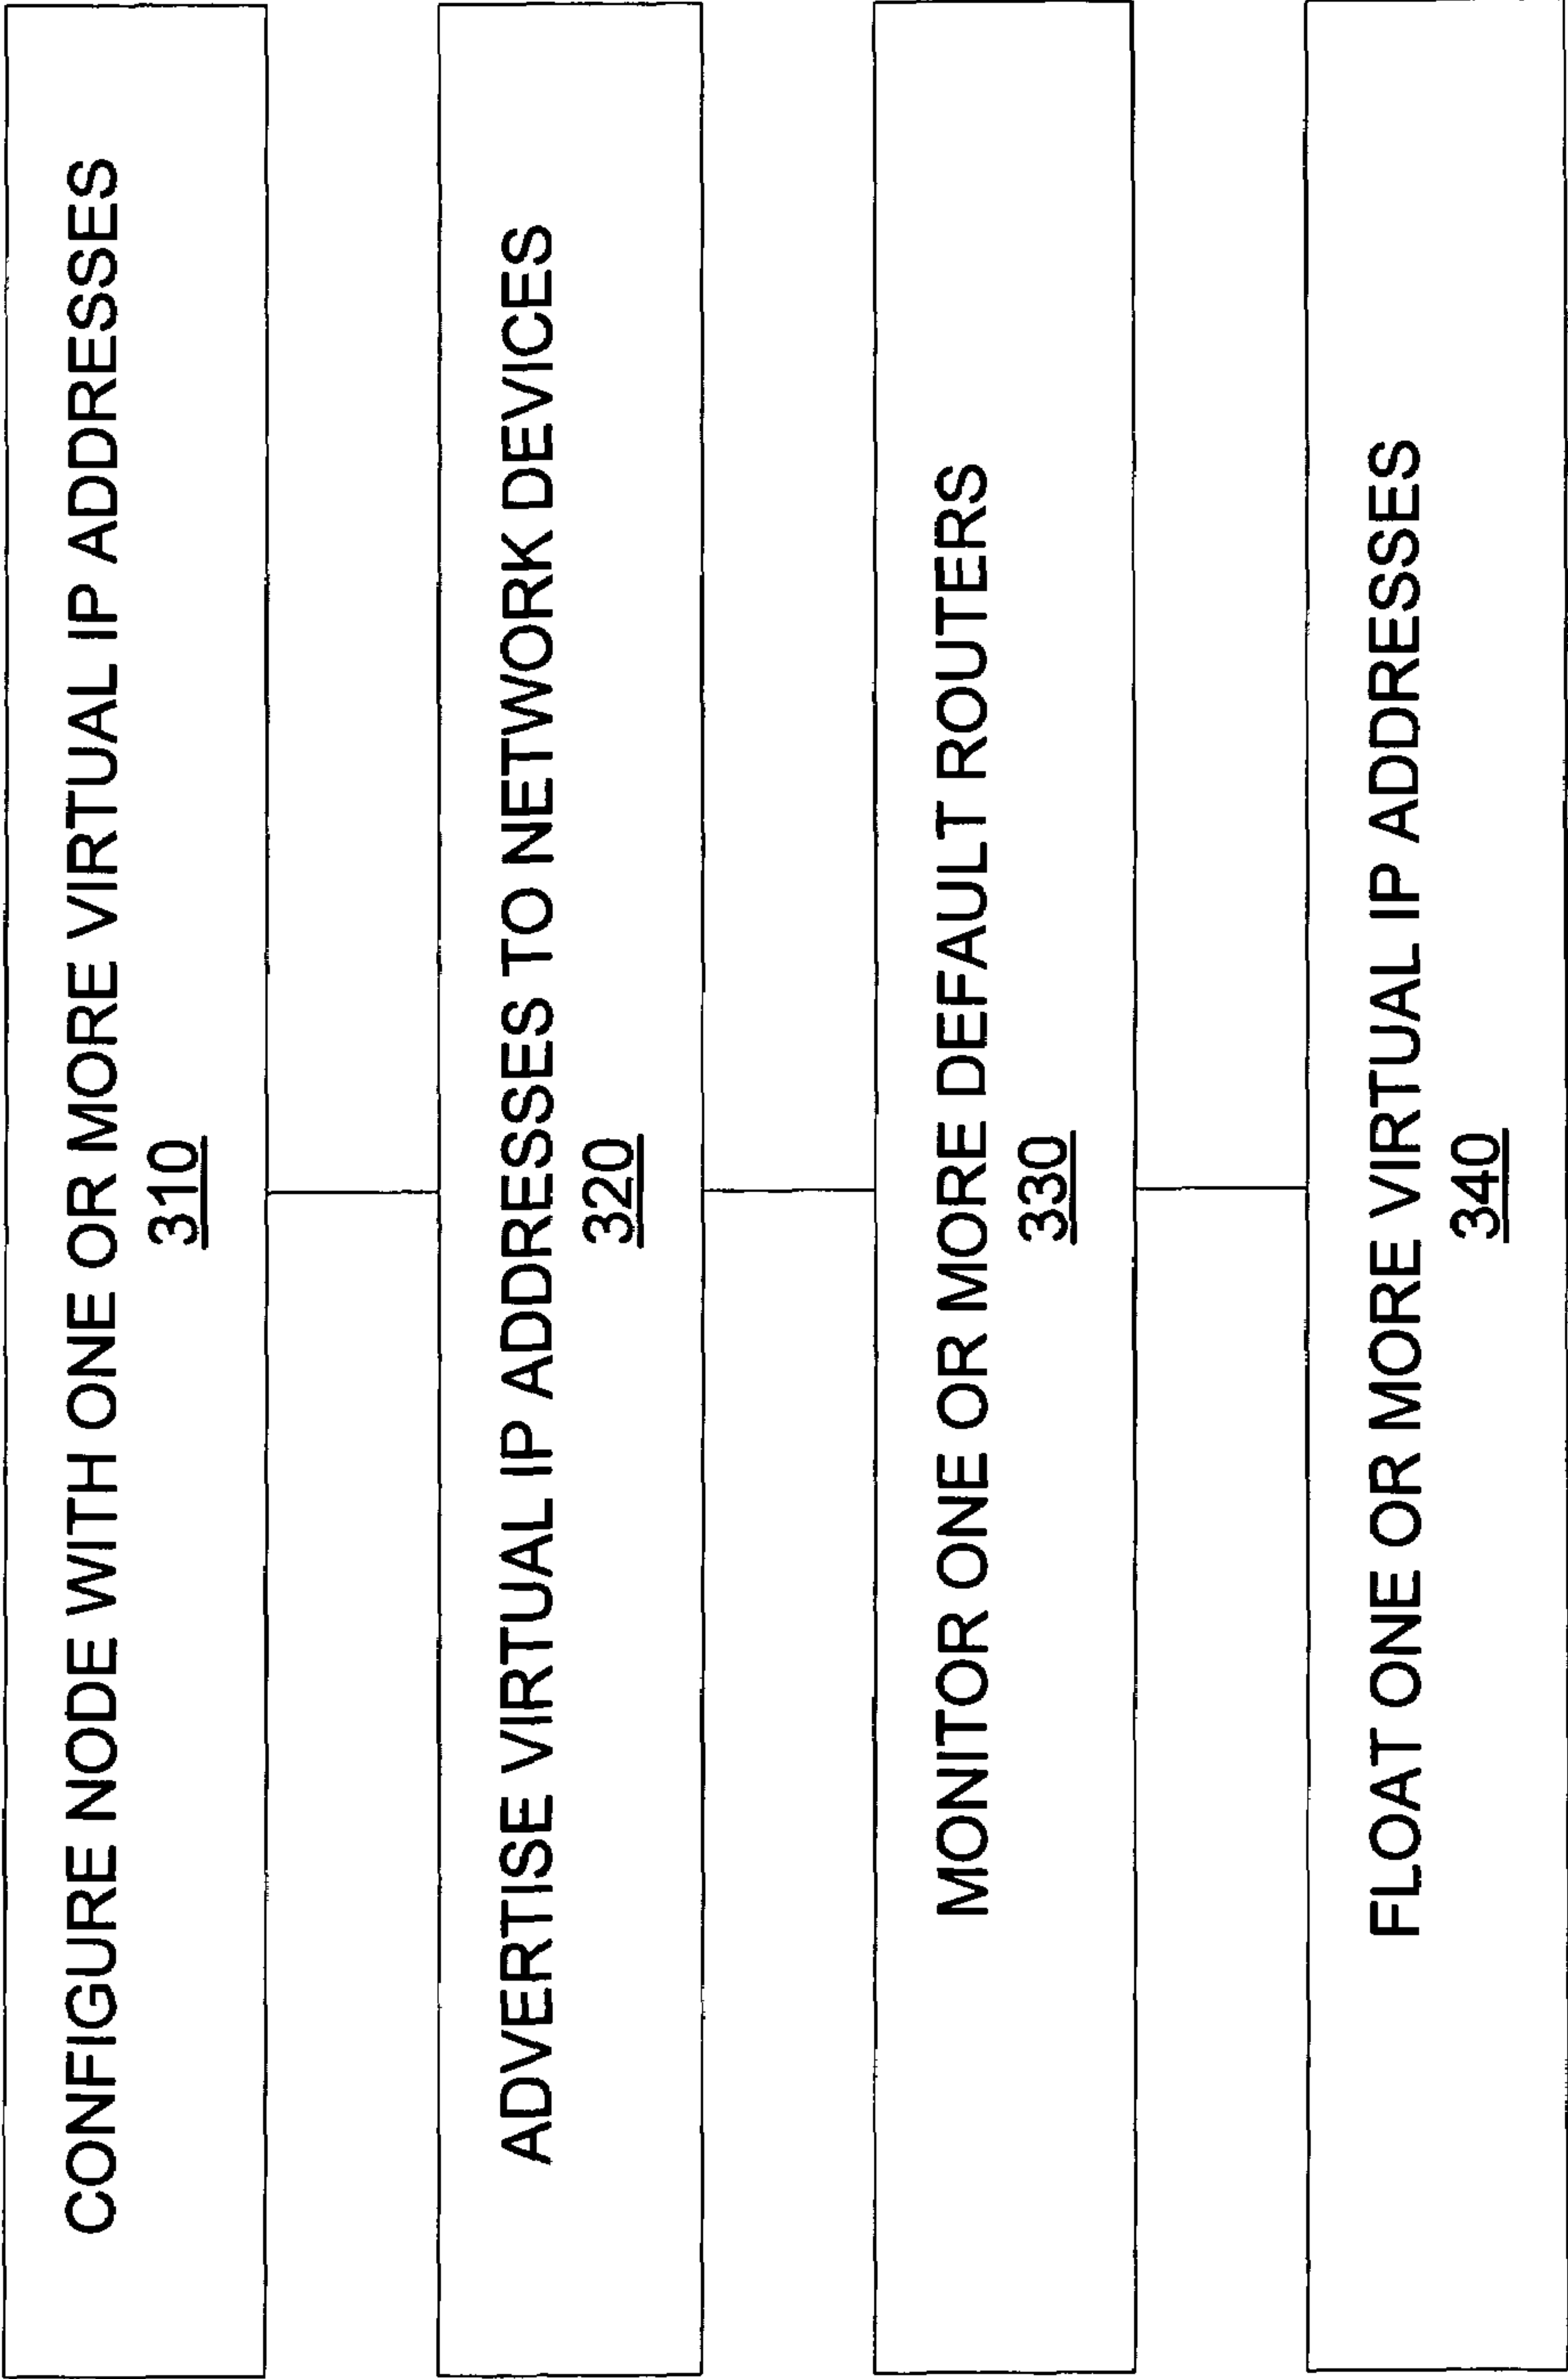 CONFIGURE NODE WITH ONE OR MORE VIRTUAL IP ADDRESSES
310
ADVERTISE VIRTUAL IP ADDRESSES TO NETWORK DEVICES
320
MONITOR ONE OR MORE DEFAULT ROUTERS
330
FLOAT ONE OR MORE VIRTUAL IP ADDRESSES
340